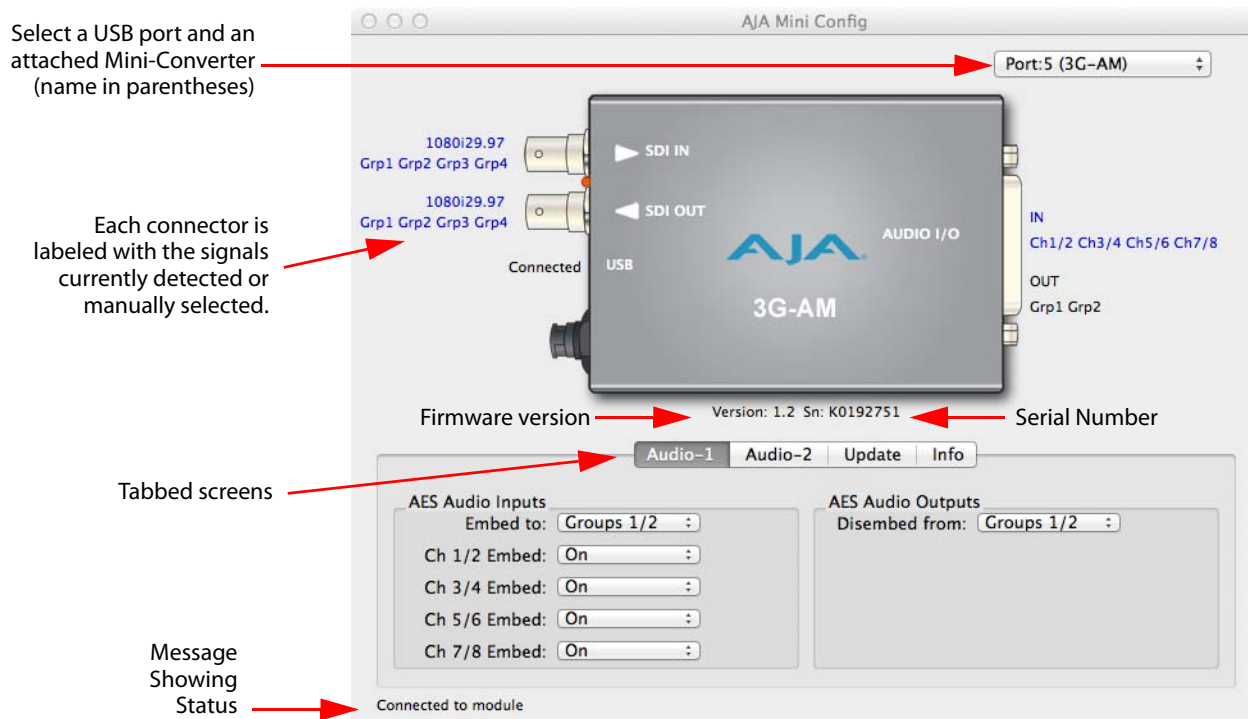 AJA Mini Config
Select a USB port and an
attached Mini-Converter
(name in parentheses)
Port:5 (3G-AM)
1080i29.97
Grp1 Grp2 Grp3 Grp4
SDI IN
1080i29.97
Grp1 Grp2 Grp3 Grp4
SDI OUT
Each connector is
labeled with the signals
currently detected or
manually selected.
Connected
USB
AJA
3G-AM
AUDIO I/O
IN
Ch1/2 Ch3/4 Ch5/6 Ch7/8
OUT
Grp1 Grp2
Firmware version
Version: 1.2 Sn: K0192751
Serial Number
Tabbed screens
Audio-1 Audio-2 Update Info
AES Audio Inputs
Embed to: Groups 1/2
Ch 1/2 Embed: On
Ch 3/4 Embed: On
Ch 5/6 Embed: On
Ch 7/8 Embed: On
AES Audio Outputs
Disembed from: Groups 1/2
Message
Showing
Status
Connected to module